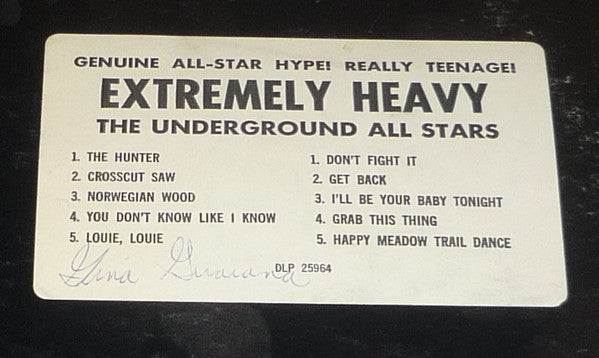 GENUINE ALL-STAR HYPE! REALLY TEENAGE!
EXTREMELY HEAVY
THE UNDERGROUND ALL STARS
1. THE HUNTER
2. CROSSCUT SAW
3. NORWEGIAN WOOD
4. YOU DON'T KNOW LIKE I KNOW
5. LOUIE, LOUIE
1. DON'T FIGHT IT
2. GET BACK
3. I'LL BE YOUR BABY TONIGHT
4. GRAB THIS THING
5. HAPPY MEADOW TRAIL DANCE
DLP 25964
Gina